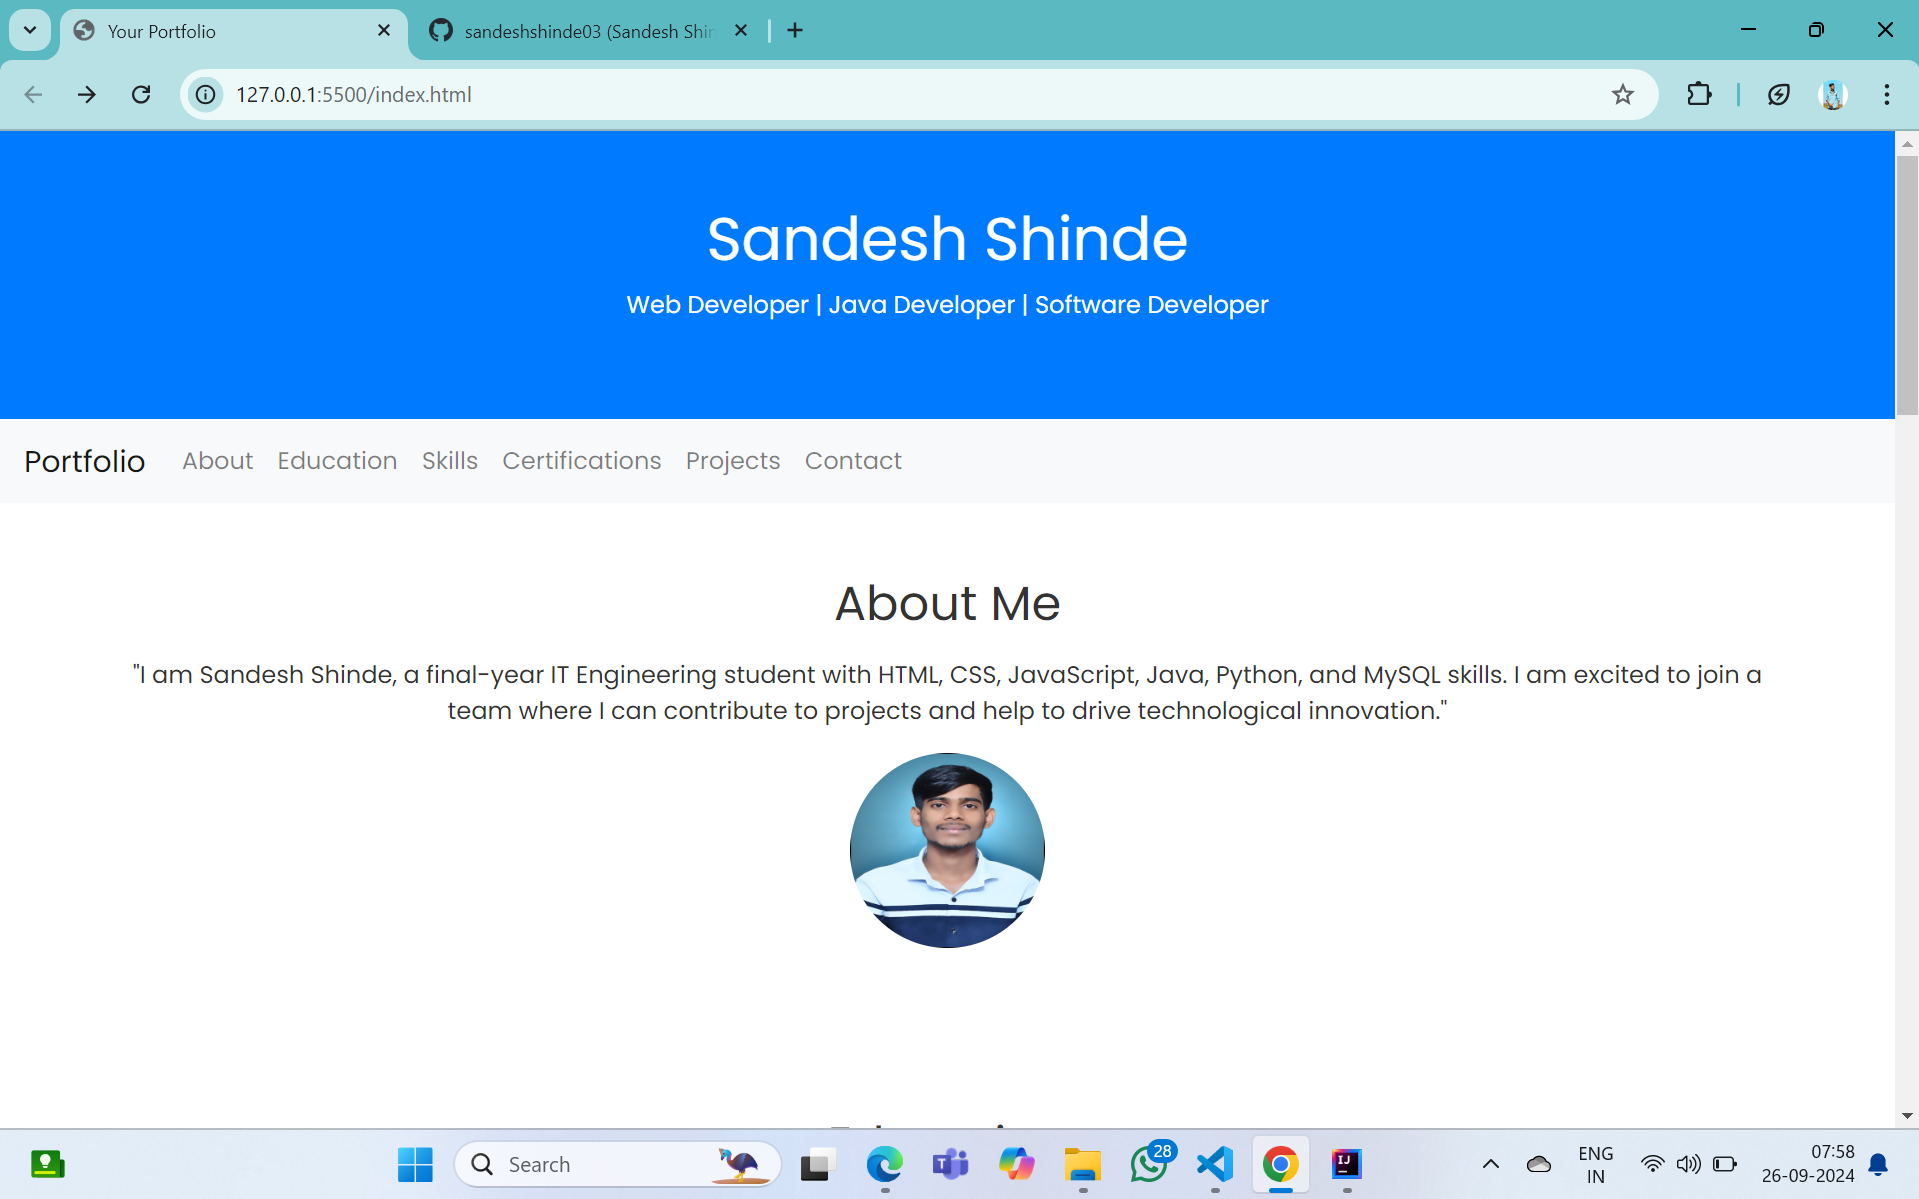 Your Portfolio
sandeshshinde03 (Sandesh Shin
127.0.0.1:5500/index.html
Sandesh Shinde
Web Developer | Java Developer | Software Developer
Portfolio About Education Skills Certifications Projects Contact
About Me
"I am Sandesh Shinde, a final-year IT Engineering student with HTML, CSS, JavaScript, Java, Python, and MySQL skills. I am excited to join a
team where I can contribute to projects and help to drive technological innovation."
Search
28
IJ
ENG
IN
07:58
26-09-2024